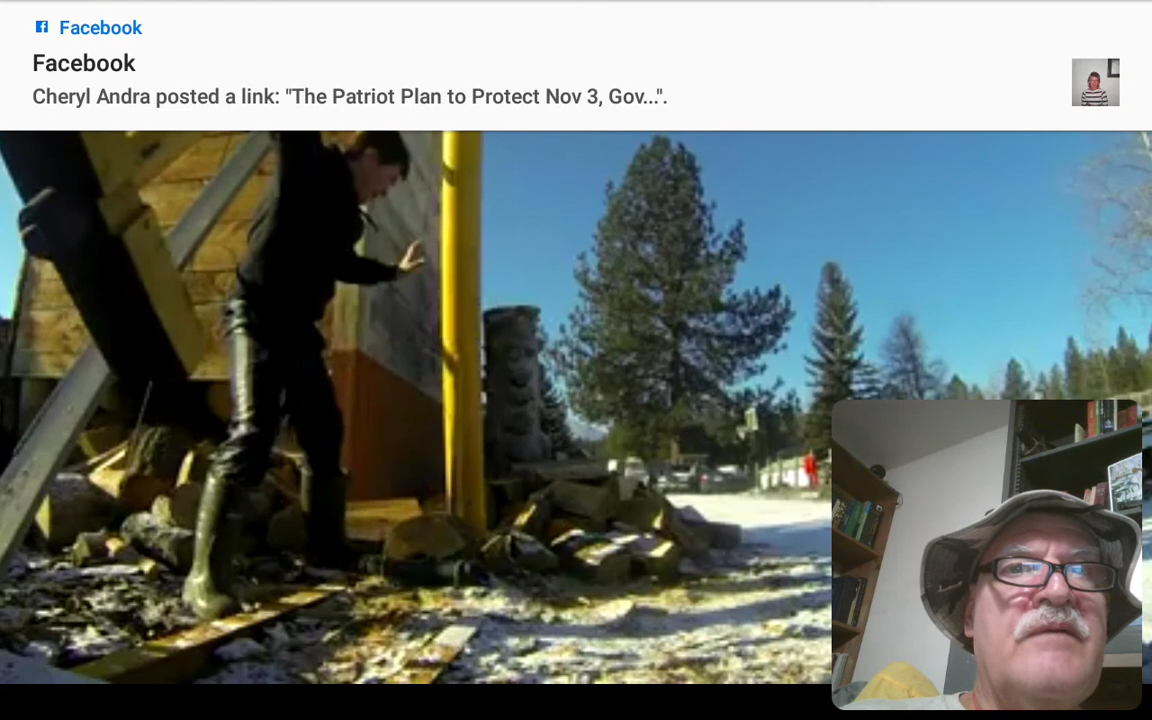 Facebook
Facebook
Cheryl Andra posted a link: "The Patriot Plan to Protect Nov 3, Gov...".